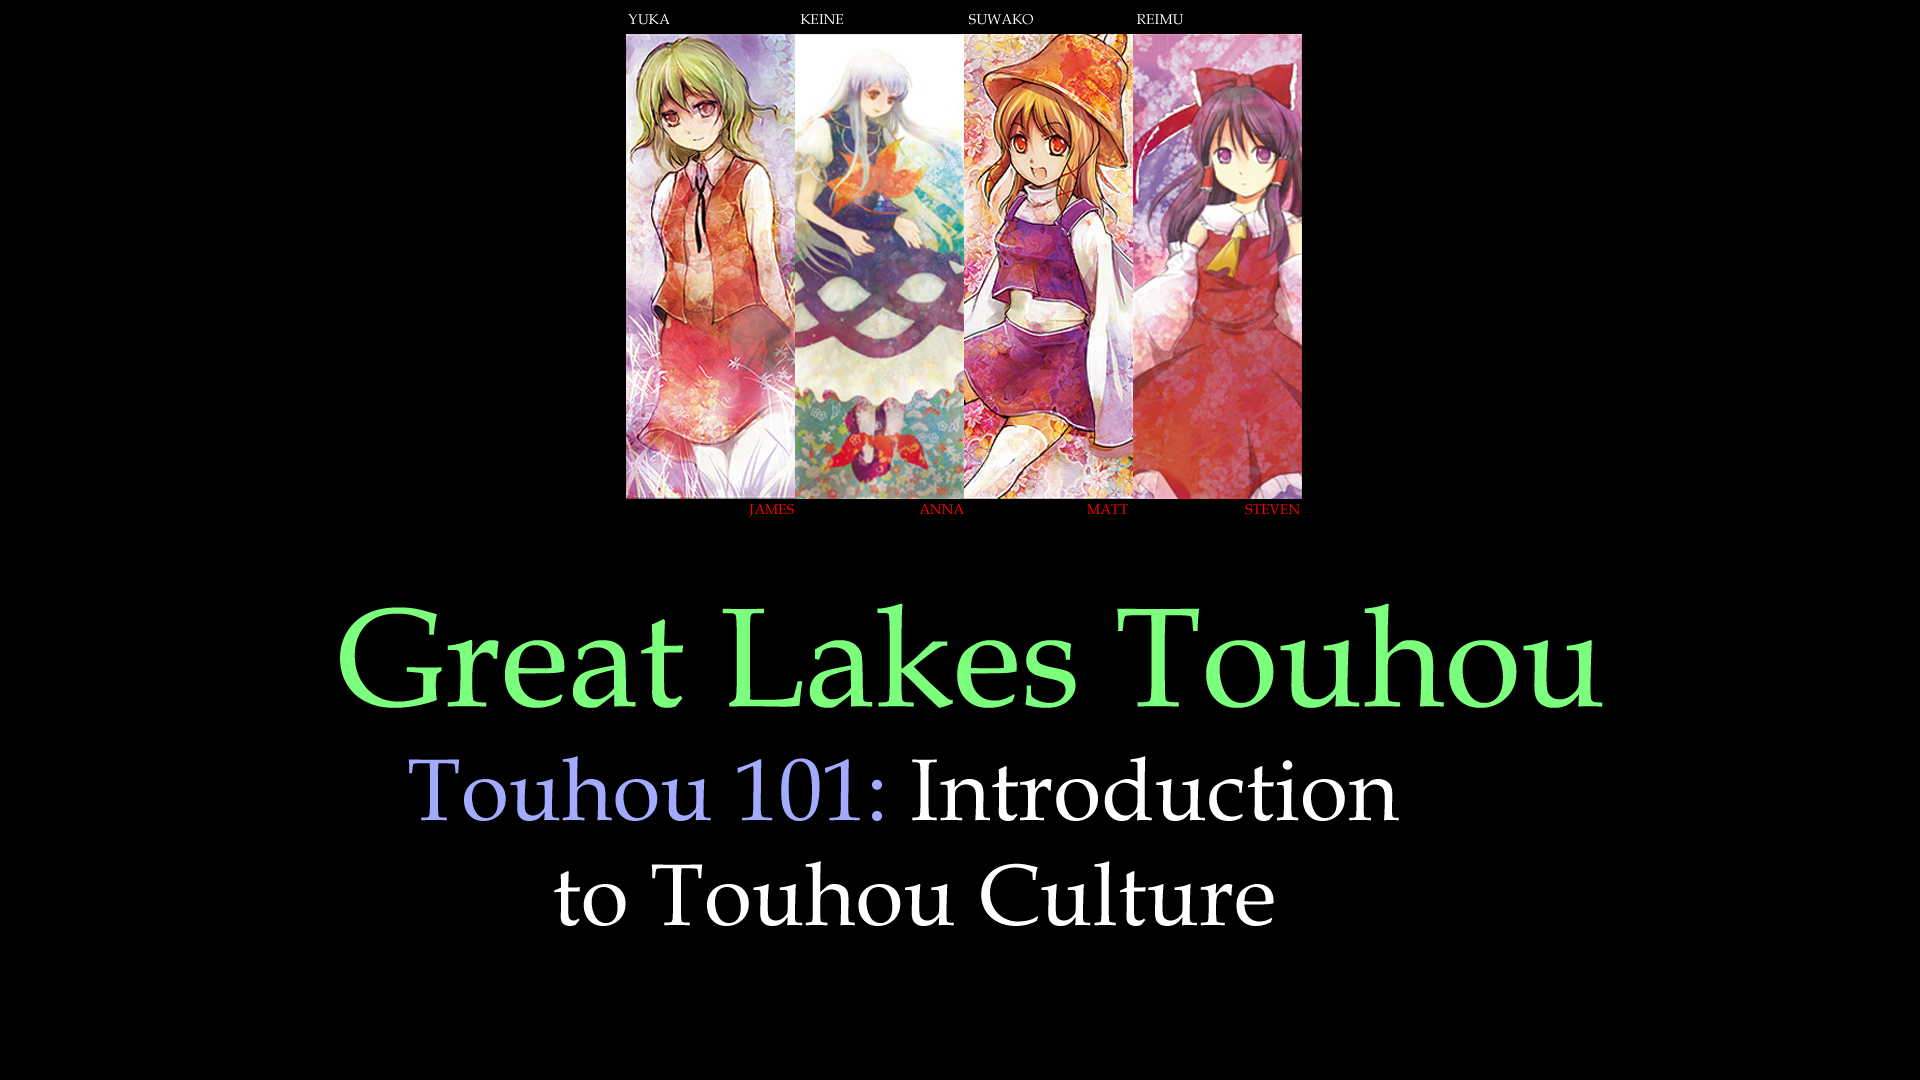 YUKA KEINE SUWAKO REIMU
JAMES ANNA MATT STEVEN
Great Lakes Touhou
Touhou 101: Introduction
to Touhou Culture